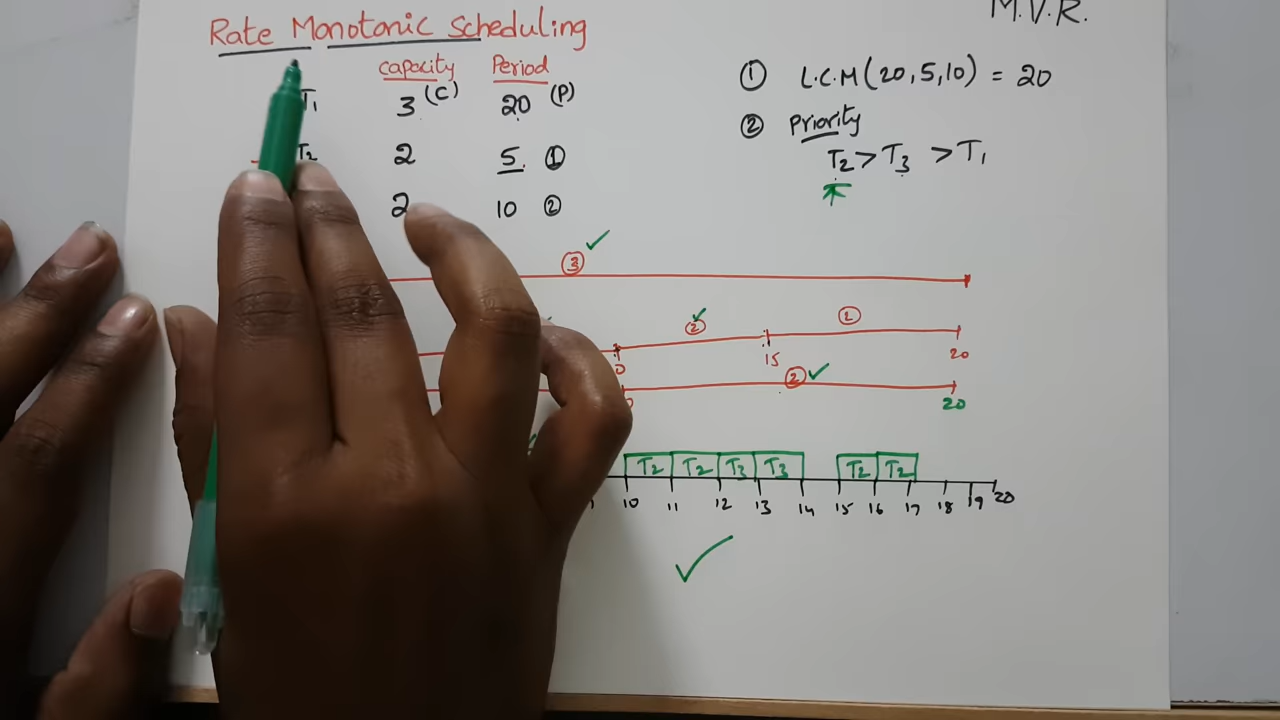 Rate Monotonic Scheduling
M.V.R.
capacity Period
T1 3 (C) 20 (P)
T2 2 5 ①
2 10 ②
① L.C.M (20, 5, 10) = 20
② Priority
T2 > T3 > T1
③ ✓
② ✓ ②
0 15 20
② ✓
20
T2 T2 T3 T3 T2 T2
10 11 12 13 14 15 16 17 18 19 20
✓